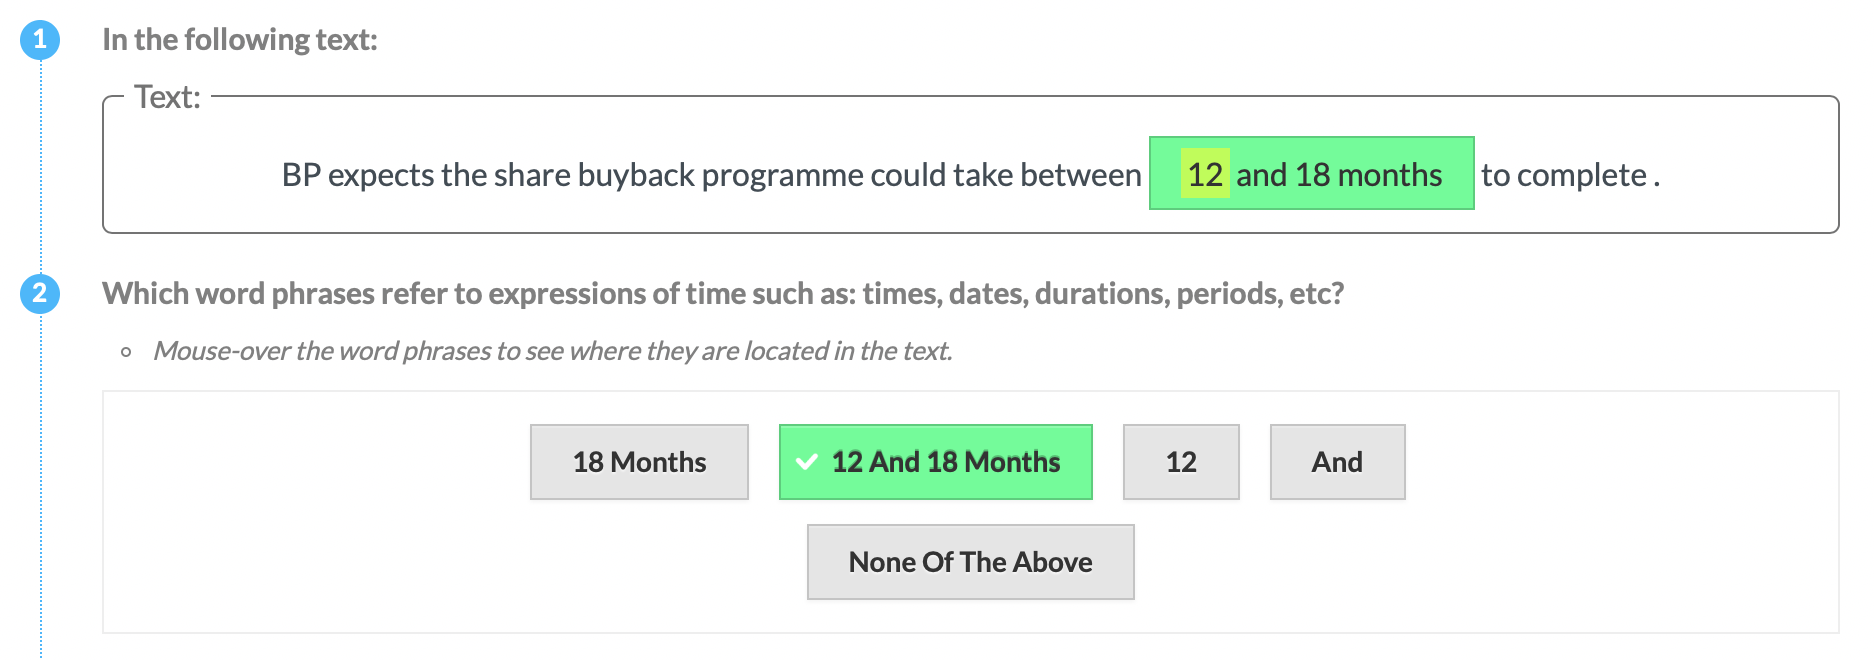 1 In the following text:
Text:
BP expects the share buyback programme could take between 12 and 18 months to complete .
2 Which word phrases refer to expressions of time such as: times, dates, durations, periods, etc?
Mouse-over the word phrases to see where they are located in the text.
18 Months 12 And 18 Months 12 And
None Of The Above